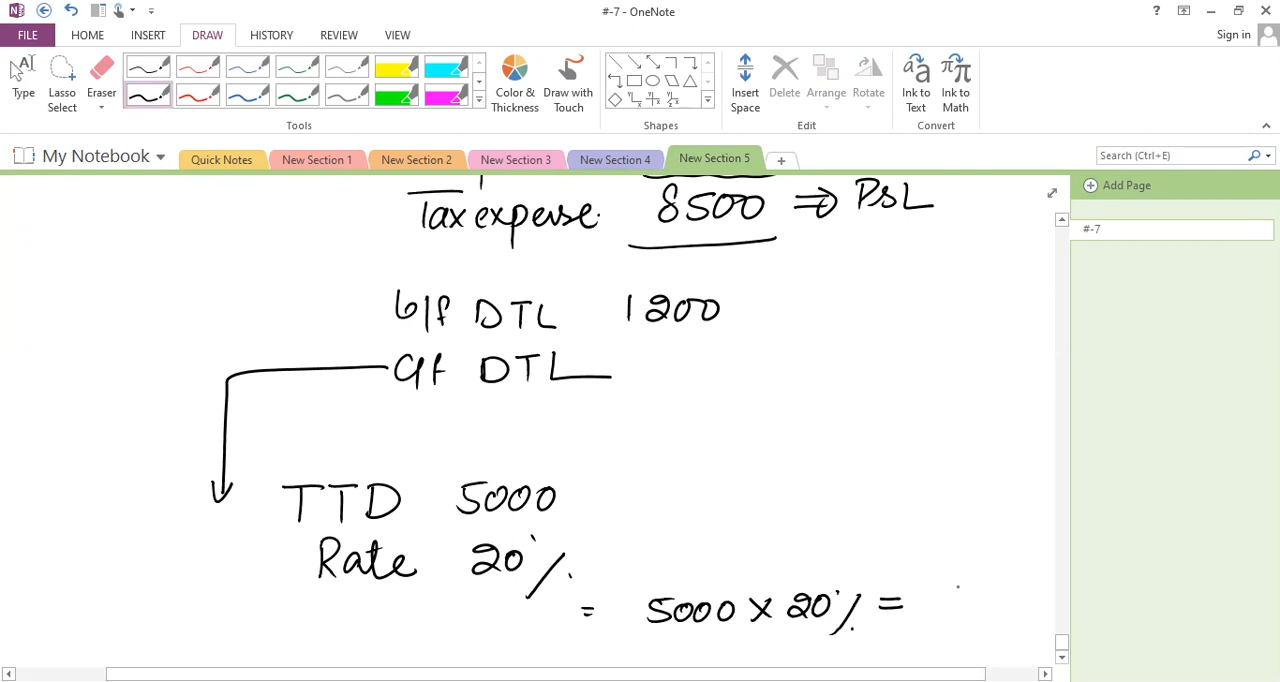 #-7 - OneNote
?
Sign in
FILE HOME INSERT DRAW HISTORY REVIEW VIEW
Type
Lasso Select
Eraser
Color & Thickness
Draw with Touch
Insert Space
Delete
Arrange
Rotate
Ink to Text
Ink to Math
Tools
Shapes
Edit
Convert
My Notebook
Quick Notes
New Section 1
New Section 2
New Section 3
New Section 4
New Section 5
Search (Ctrl+E)
Add Page
#-7
Tax expense 8500 ⇒ P&L
b/f DTL 1200
c/f DTL
TTD 5000
Rate 20%
= 5000 × 20% =